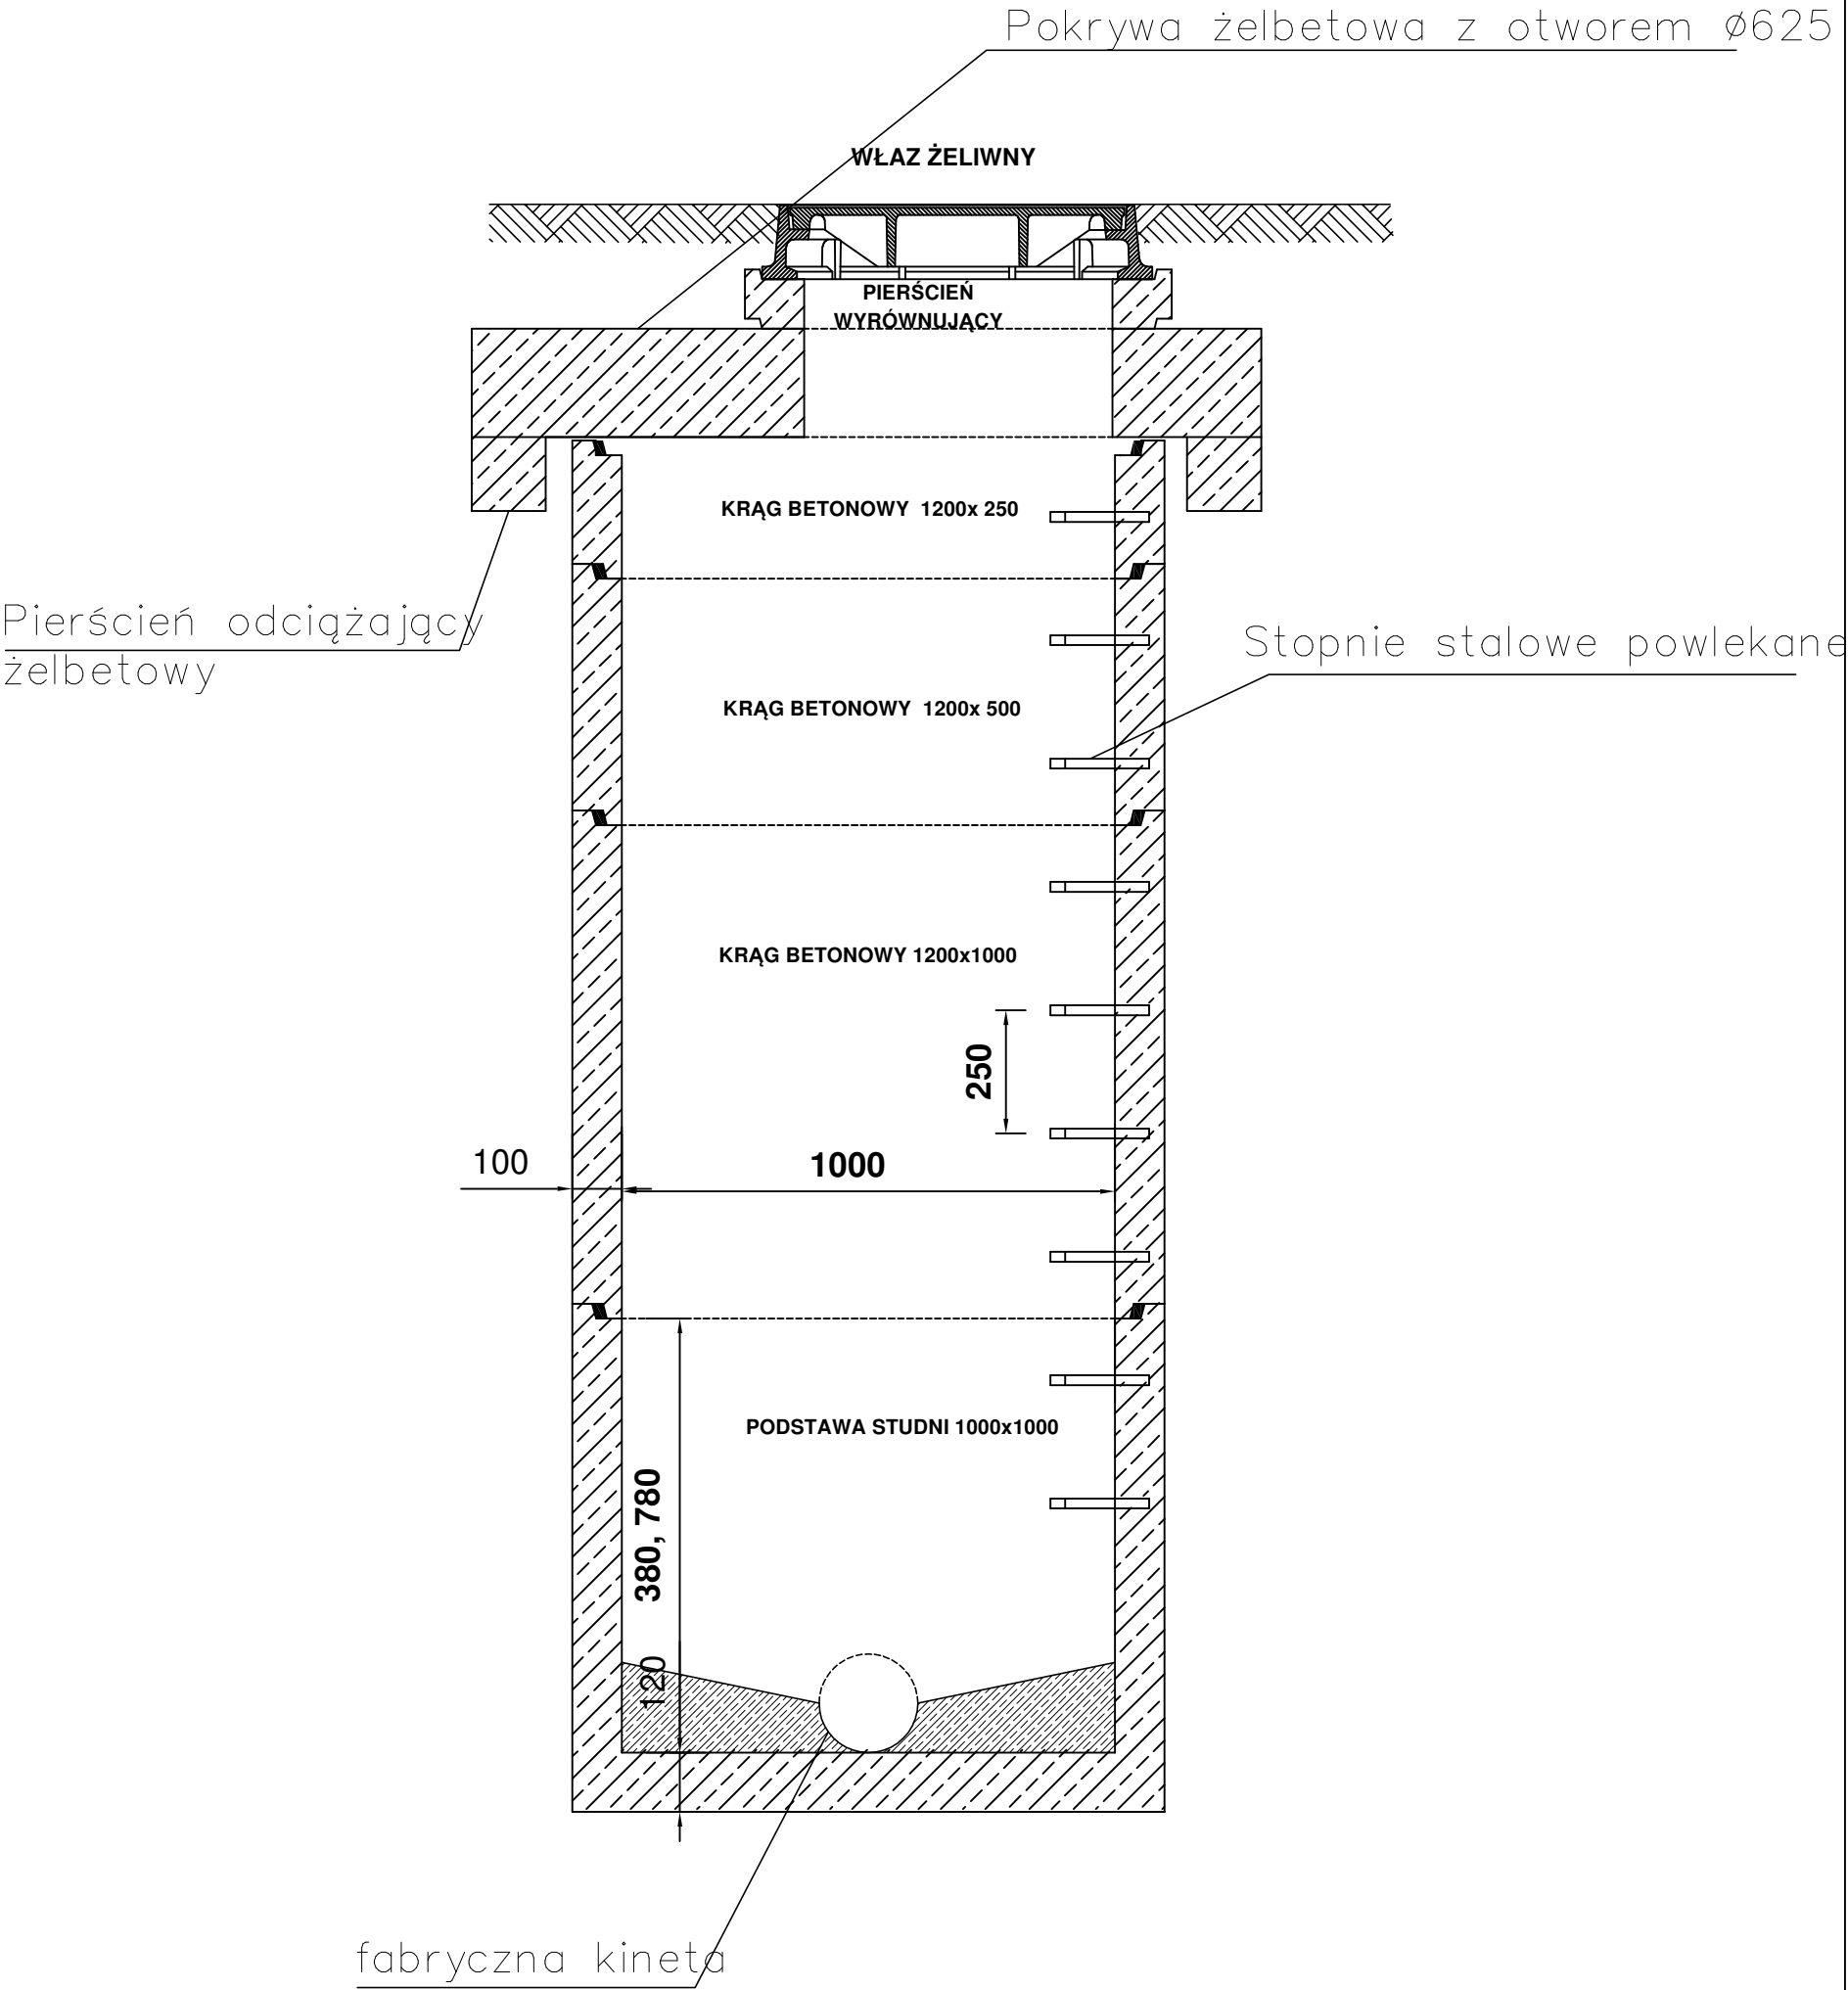 Pokrywa żelbetowa z otworem ø625
WŁAZ ŻELIWNY
PIERŚCIEŃ
WYRÓWNUJĄCY
KRĄG BETONOWY 1200x 250
Pierścień odciążający
żelbetowy
Stopnie stalowe powlekane
KRĄG BETONOWY 1200x 500
KRĄG BETONOWY 1200x1000
250
100
1000
PODSTAWA STUDNI 1000x1000
380, 780
120
fabryczna kineta